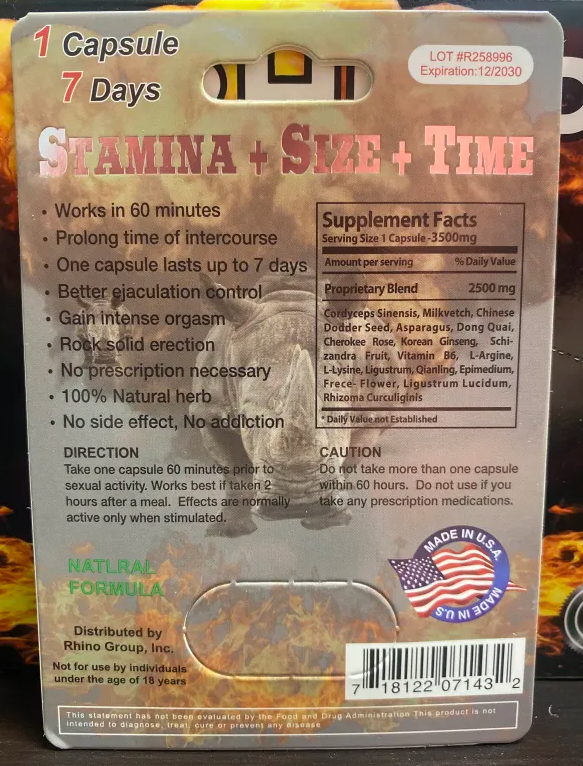 1 Capsule
7 Days
LOT #R258996
Expiration:12/2030
STAMINA + SIZE + TIME
• Works in 60 minutes
• Prolong time of intercourse
• One capsule lasts up to 7 days
• Better ejaculation control
• Gain intense orgasm
• Rock solid erection
• No prescription necessary
• 100% Natural herb
• No side effect, No addiction
Supplement Facts
Serving Size 1 Capsule -3500mg
Amount per serving % Daily Value
Proprietary Blend 2500 mg
Cordyceps Sinensis, Milkvetch, Chinese
Dodder Seed, Asparagus, Dong Quai,
Cherokee Rose, Korean Ginseng, Schi-
zandra Fruit, Vitamin B6, L-Arginine,
L-Lysine, Ligustrum, Qianling, Epimedium,
Frece- Flower, Ligustrum Lucidum,
Rhizoma Curculiginis
* Daily Value not Established
DIRECTION
Take one capsule 60 minutes prior to
sexual activity. Works best if taken 2
hours after a meal. Effects are normally
active only when stimulated.
CAUTION
Do not take more than one capsule
within 60 hours. Do not use if you
take any prescription medications.
NATLRAL
FORMULA
MADE IN U.S.A.
MADE IN U.S
Distributed by
Rhino Group, Inc.
Not for use by individuals
under the age of 18 years
7 18122 07143 2
This statement has not been evaluated by the Food and Drug Administration This product is not
intended to diagnose, treat, cure or prevent any disease